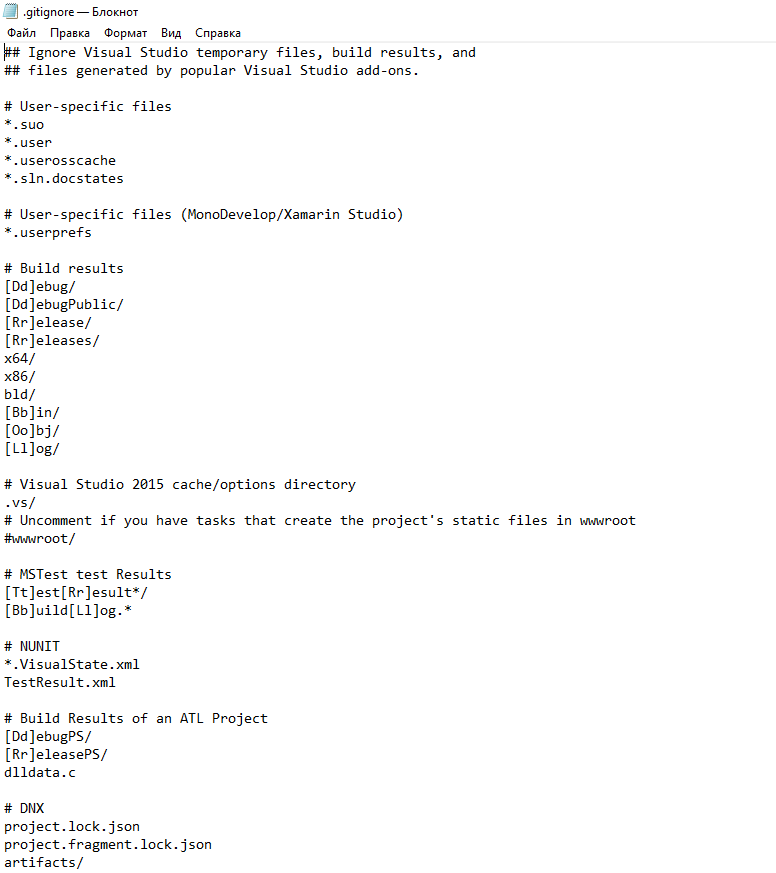 .gitignore — Блокнот
Файл Правка Формат Вид Справка
## Ignore Visual Studio temporary files, build results, and
## files generated by popular Visual Studio add-ons.
# User-specific files
*.suo
*.user
*.userosscache
*.sln.docstates
# User-specific files (MonoDevelop/Xamarin Studio)
*.userprefs
# Build results
[Dd]ebug/
[Dd]ebugPublic/
[Rr]elease/
[Rr]eleases/
x64/
x86/
bld/
[Bb]in/
[Oo]bj/
[Ll]og/
# Visual Studio 2015 cache/options directory
.vs/
# Uncomment if you have tasks that create the project's static files in wwwroot
#wwwroot/
# MSTest test Results
[Tt]est[Rr]esult*/
[Bb]uild[Ll]og.*
# NUNIT
*.VisualState.xml
TestResult.xml
# Build Results of an ATL Project
[Dd]ebugPS/
[Rr]eleasePS/
dlldata.c
# DNX
project.lock.json
project.fragment.lock.json
artifacts/